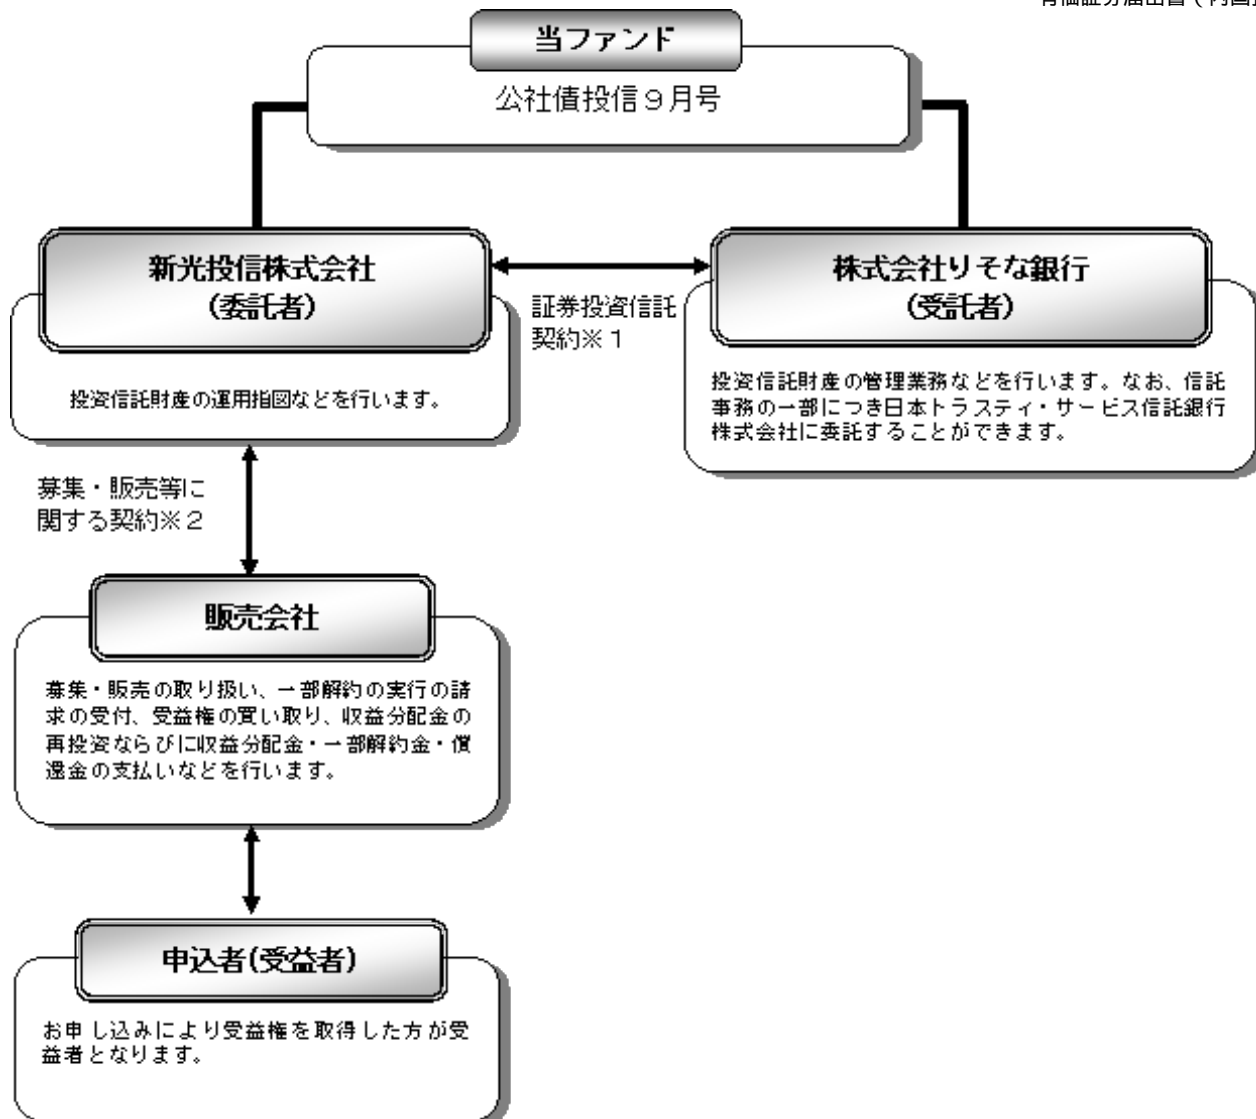 当ファンド
公社債投信9月号
新光投信株式会社
(委託者)
投資信託財産の運用指図などを行います。
証券投資信託
契約※1
株式会社りそな銀行
(受託者)
投資信託財産の管理業務などを行います。なお、信託
事務の一部につき日本トラスティ・サービス信託銀行
株式会社に委託することができます。
募集・販売等に
関する契約※2
販売会社
募集・販売の取り扱い、一部解約の実行の請
求の受付、受益権の買い取り、収益分配金の
再投資ならびに収益分配金・一部解約金・償
還金の支払いなどを行います。
申込者(受益者)
お申し込みにより受益権を取得した方が受
益者となります。